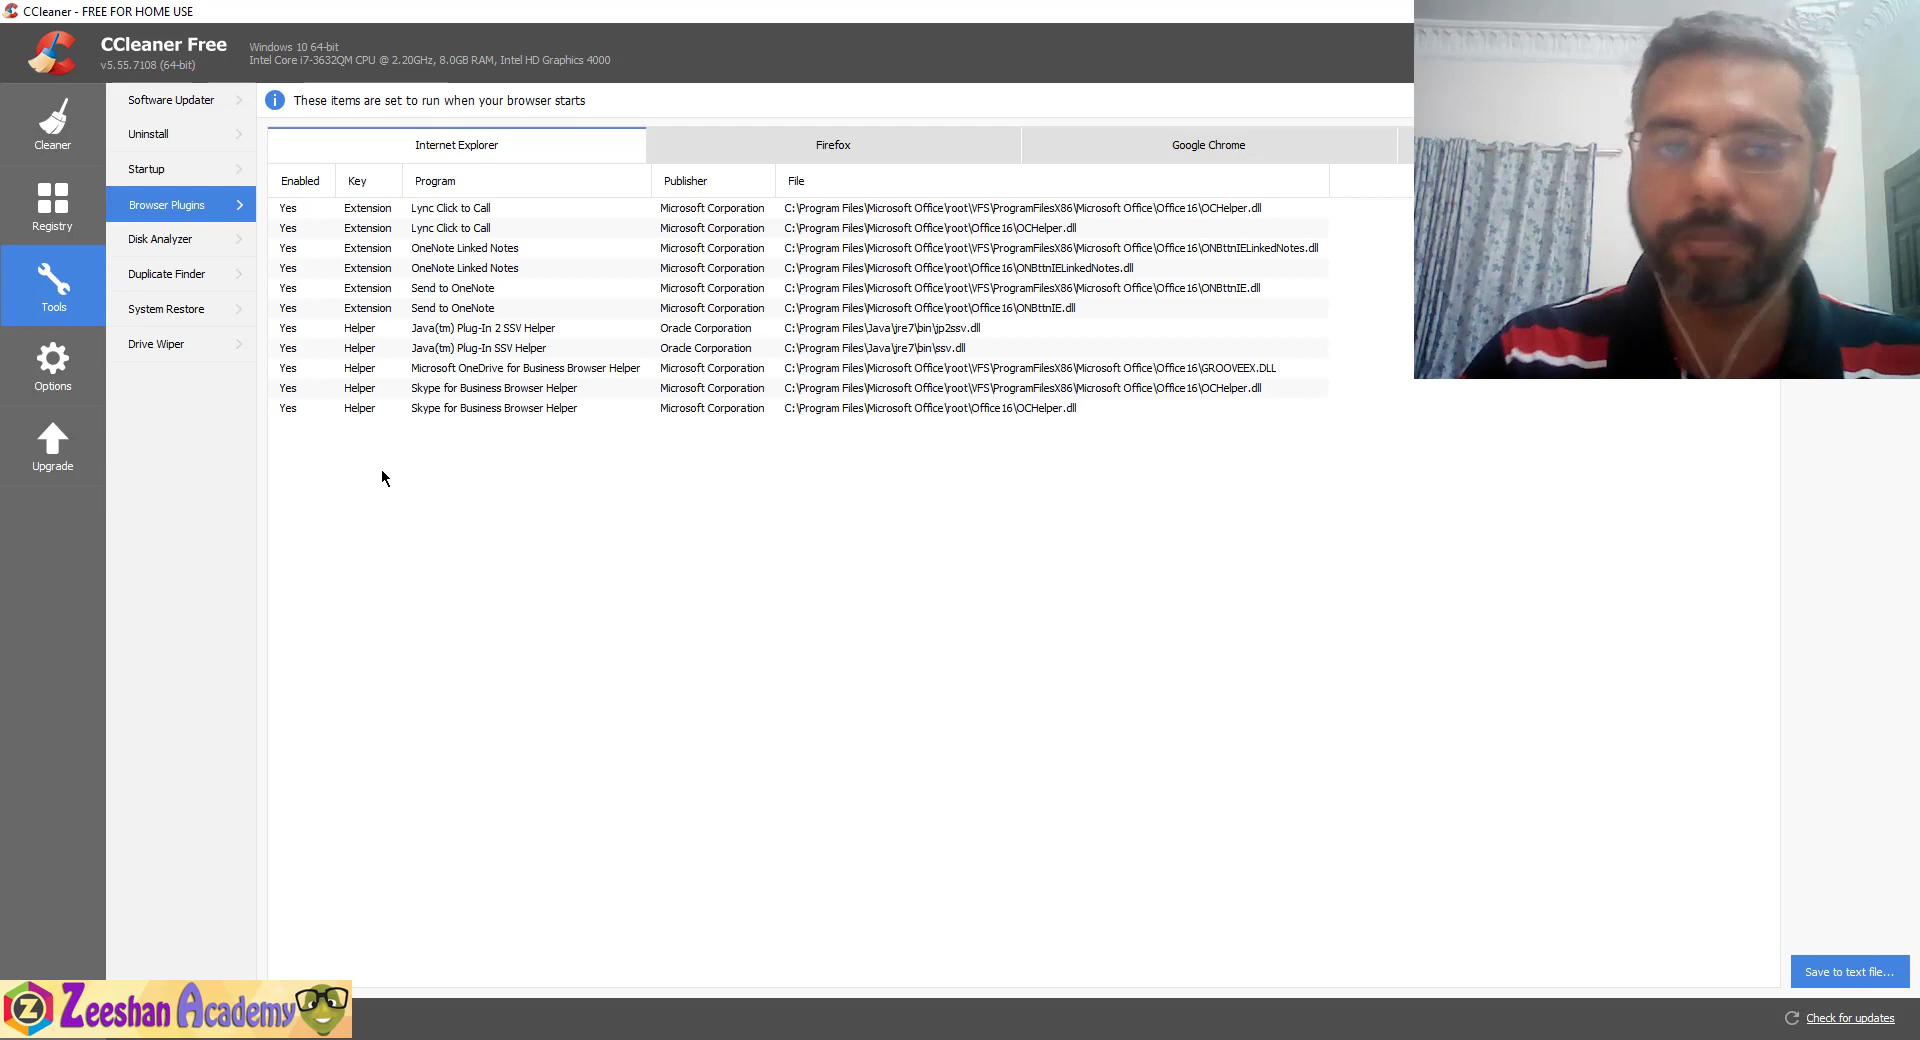 CCleaner - FREE FOR HOME USE
CCleaner Free
v5.55.7108 (64-bit)
Windows 10 64-bit
Intel Core i7-3632QM CPU @ 2.20GHz, 8.0GB RAM, Intel HD Graphics 4000
Cleaner
Registry
Tools
Options
Upgrade
Software Updater
Uninstall
Startup
Browser Plugins
Disk Analyzer
Duplicate Finder
System Restore
Drive Wiper
These items are set to run when your browser starts
Internet Explorer Firefox Google Chrome
Enabled Key Program Publisher File
Yes Extension Lync Click to Call Microsoft Corporation C:\Program Files\Microsoft Office\root\VFS\ProgramFilesX86\Microsoft Office\Office16\OCHelper.dll
Yes Extension Lync Click to Call Microsoft Corporation C:\Program Files\Microsoft Office\root\Office16\OCHelper.dll
Yes Extension OneNote Linked Notes Microsoft Corporation C:\Program Files\Microsoft Office\root\VFS\ProgramFilesX86\Microsoft Office\Office16\ONBttnIELinkedNotes.dll
Yes Extension OneNote Linked Notes Microsoft Corporation C:\Program Files\Microsoft Office\root\Office16\ONBttnIELinkedNotes.dll
Yes Extension Send to OneNote Microsoft Corporation C:\Program Files\Microsoft Office\root\VFS\ProgramFilesX86\Microsoft Office\Office16\ONBttnIE.dll
Yes Extension Send to OneNote Microsoft Corporation C:\Program Files\Microsoft Office\root\Office16\ONBttnIE.dll
Yes Helper Java(tm) Plug-In 2 SSV Helper Oracle Corporation C:\Program Files\Java\jre7\bin\jp2ssv.dll
Yes Helper Java(tm) Plug-In SSV Helper Oracle Corporation C:\Program Files\Java\jre7\bin\ssv.dll
Yes Helper Microsoft OneDrive for Business Browser Helper Microsoft Corporation C:\Program Files\Microsoft Office\root\VFS\ProgramFilesX86\Microsoft Office\Office16\GROOVEEX.DLL
Yes Helper Skype for Business Browser Helper Microsoft Corporation C:\Program Files\Microsoft Office\root\VFS\ProgramFilesX86\Microsoft Office\Office16\OCHelper.dll
Yes Helper Skype for Business Browser Helper Microsoft Corporation C:\Program Files\Microsoft Office\root\Office16\OCHelper.dll
Save to text file...
Z Zeeshan Academy
Check for updates